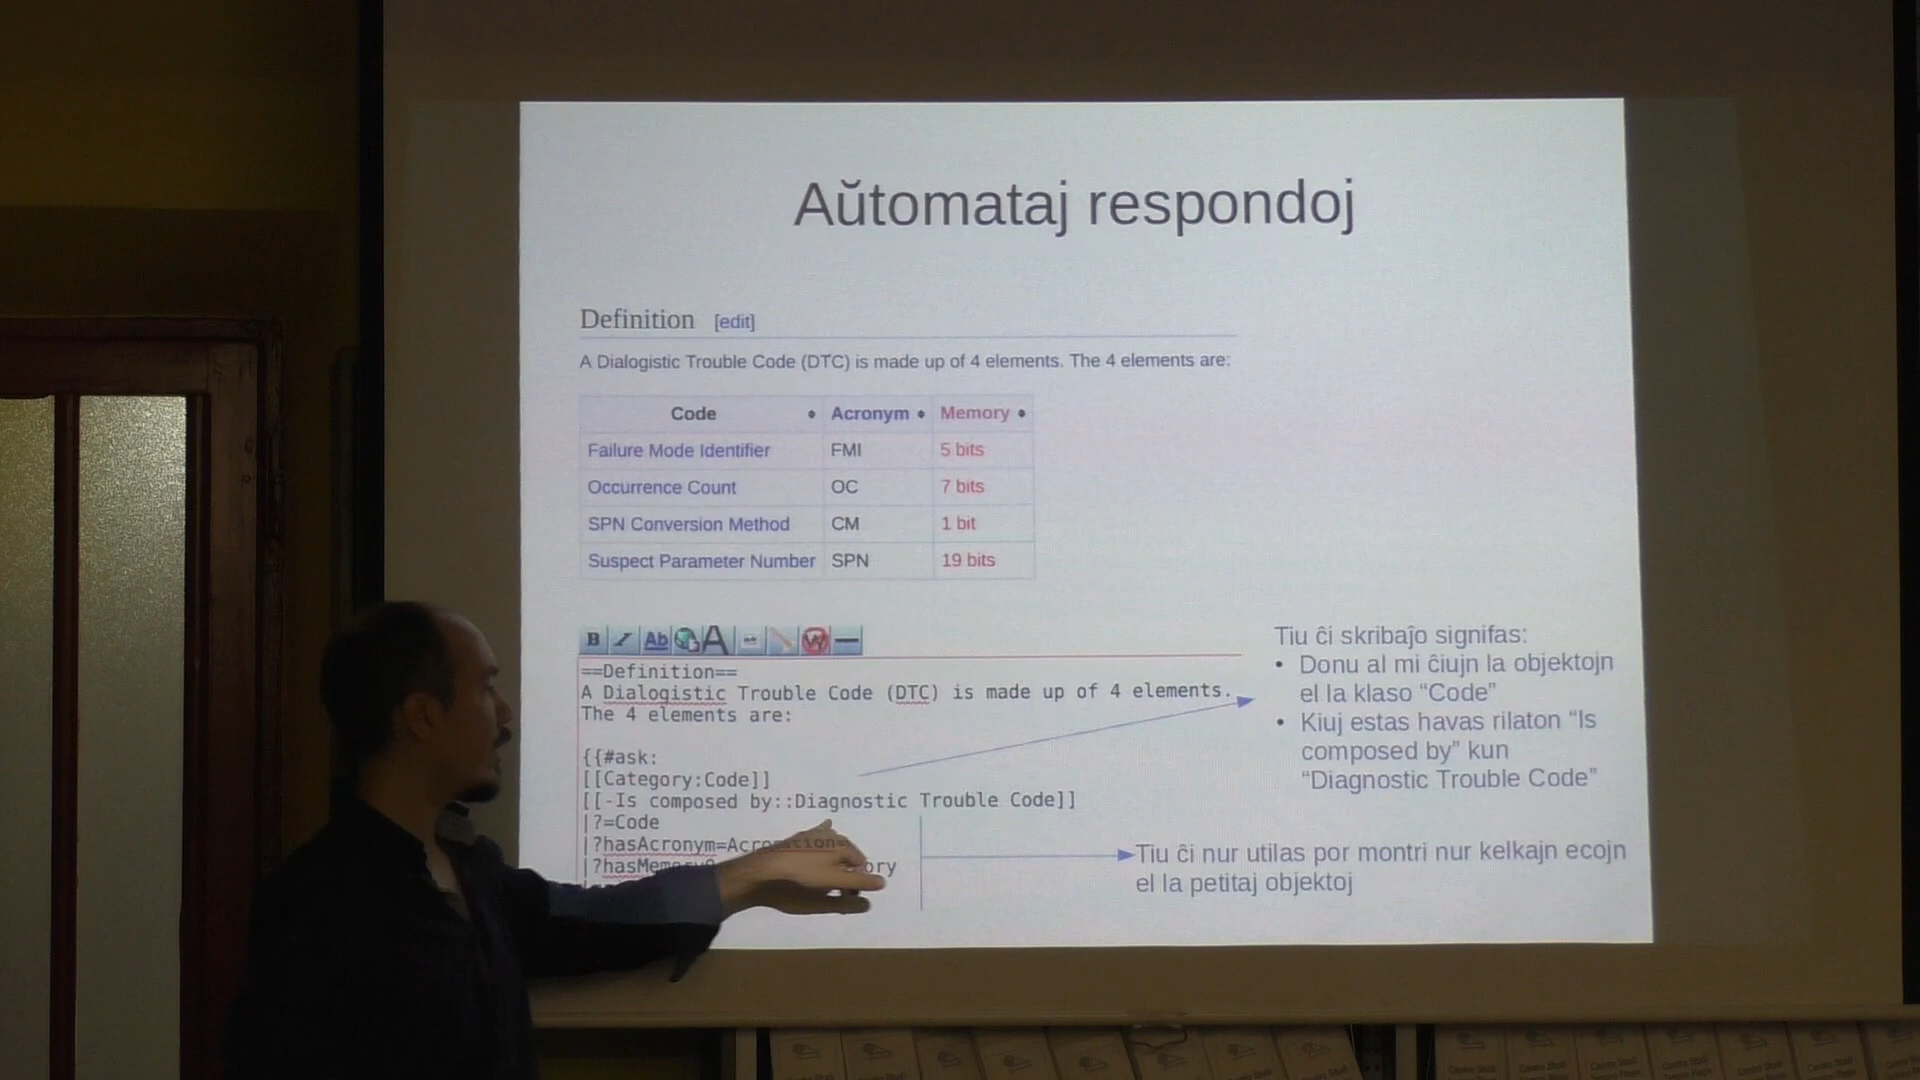 Aŭtomataj respondoj
Definition [edit]
A Dialogistic Trouble Code (DTC) is made up of 4 elements. The 4 elements are:
Code Acronym Memory
Failure Mode Identifier FMI 5 bits
Occurrence Count OC 7 bits
SPN Conversion Method CM 1 bit
Suspect Parameter Number SPN 19 bits
B I Ab A W
==Definition==
A Dialogistic Trouble Code (DTC) is made up of 4 elements.
The 4 elements are:
{{#ask:
[[Category:Code]]
[[-Is composed by::Diagnostic Trouble Code]]
|?=Code
|?hasAcronym=Acro
Tiu ĉi skribaĵo signifas:
• Donu al mi ĉiujn la objektojn
el la klaso “Code”
• Kiuj estas havas rilaton “Is
composed by” kun
“Diagnostic Trouble Code”
Tiu ĉi nur utilas por montri nur kelkajn ecojn
el la petitaj objektoj